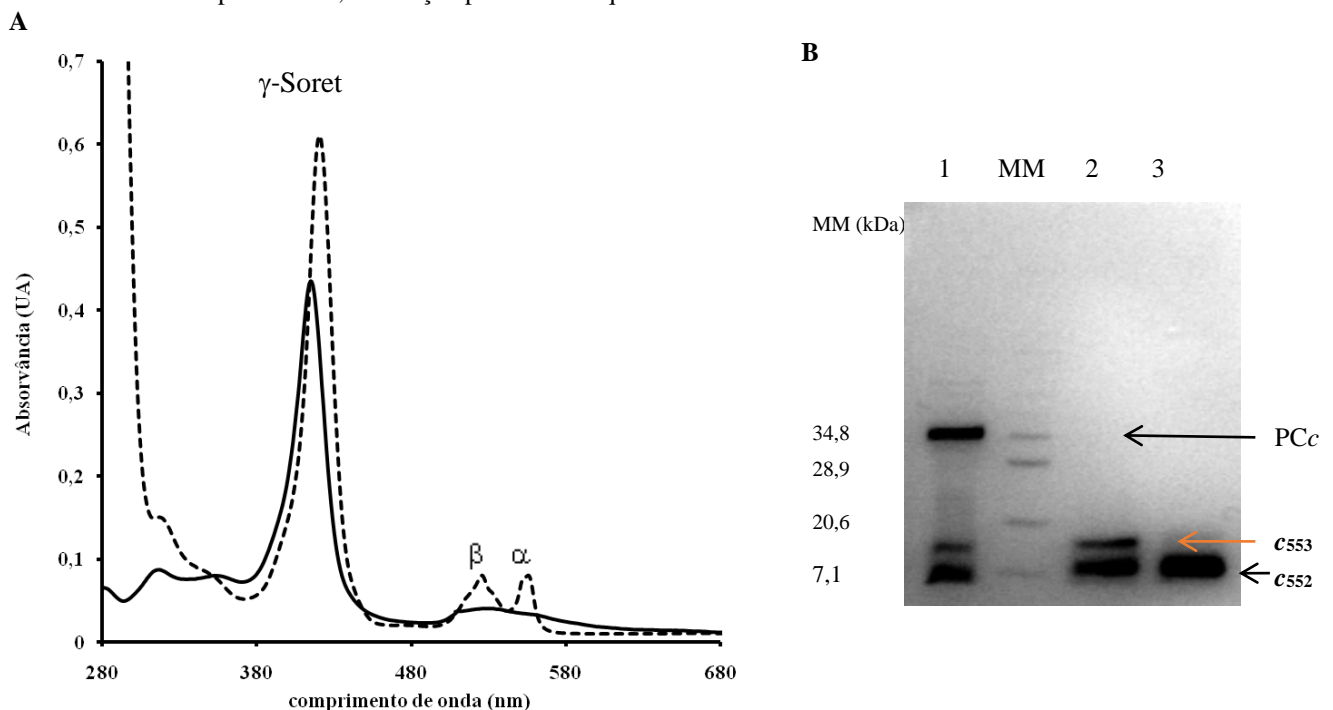 A
0,7
0,6
0,5
0,4
0,3
0,2
0,1
0
γ-Soret
β
α
Absorvância (UA)
280
380
480
580
680
comprimento de onda (nm)
B
1 MM 2 3
MM (kDa)
34,8
28,9
20,6
7,1
PCc
c553
c552